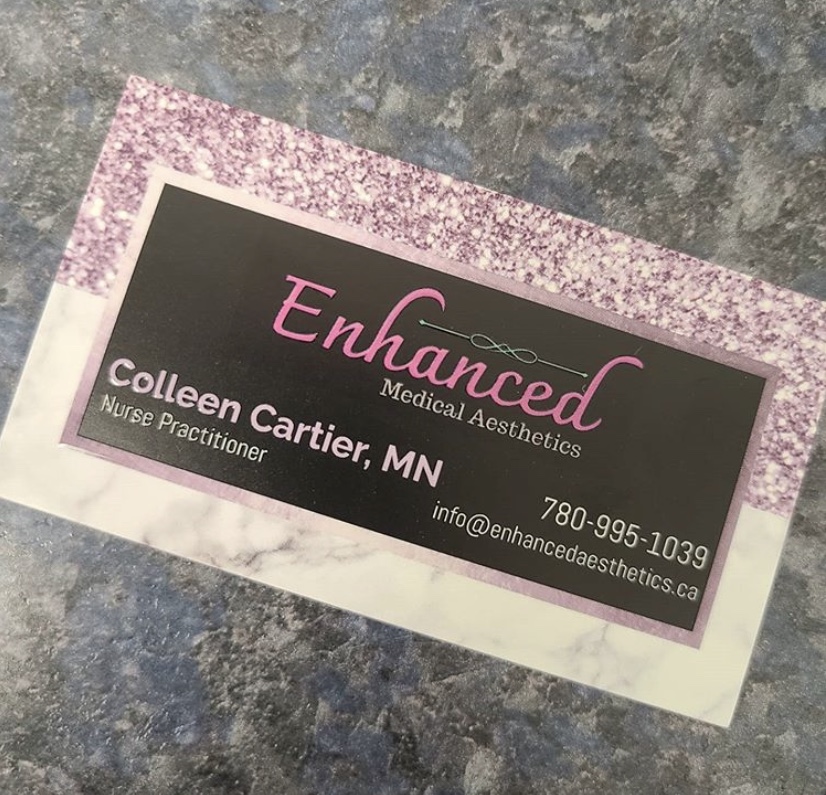 Enhanced
Medical Aesthetics
Colleen Cartier, MN
Nurse Practitioner
780-995-1039
info@enhancedaesthetics.ca